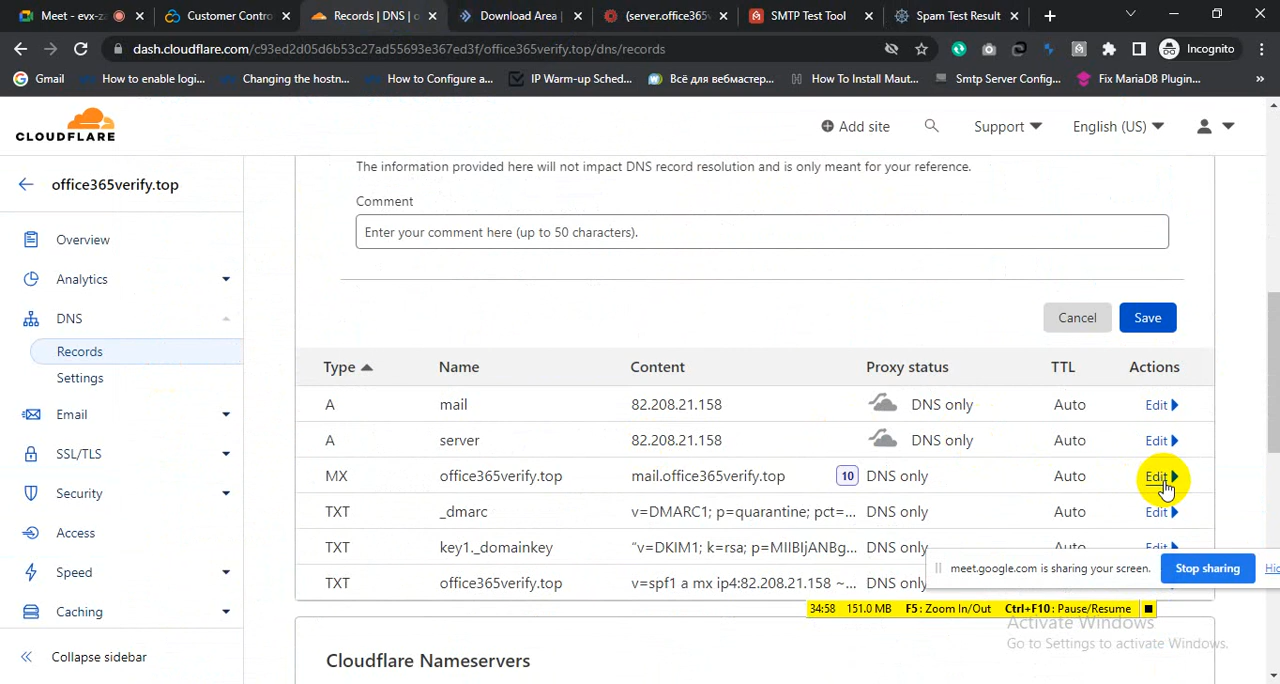 Meet - evx-z
Customer Contro
Records | DNS | o
Download Area |
(server.office365v
SMTP Test Tool
Spam Test Result
dash.cloudflare.com/c93ed2d05d6b53c27ad55693e367ed3f/office365verify.top/dns/records
Incognito
Gmail
How to enable logi...
Changing the hostn...
How to Configure a...
IP Warm-up Sched...
Всё для вебмастер...
How To Install Maut...
Smtp Server Config...
Fix MariaDB Plugin...
»
CLOUDFLARE
Add site
Support
English (US)
office365verify.top
Overview
Analytics
DNS
Records
Settings
Email
SSL/TLS
Security
Access
Speed
Caching
Collapse sidebar
The information provided here will not impact DNS record resolution and is only meant for your reference.
Comment
Enter your comment here (up to 50 characters).
Cancel
Save
Type Name Content Proxy status TTL Actions
A mail 82.208.21.158 DNS only Auto Edit
A server 82.208.21.158 DNS only Auto Edit
MX office365verify.top mail.office365verify.top 10 DNS only Auto Edit
TXT _dmarc v=DMARC1; p=quarantine; pct=... DNS only Auto Edit
TXT key1._domainkey "v=DKIM1; k=rsa; p=MIIBIjANBg... DNS only Auto Edit
TXT office365verify.top v=spf1 a mx ip4:82.208.21.158 ~... DNS only
meet.google.com is sharing your screen.
Stop sharing
Hid
34:58 151.0 MB F5: Zoom In/Out Ctrl+F10: Pause/Resume
Activate Windows
Go to Settings to activate Windows.
Cloudflare Nameservers